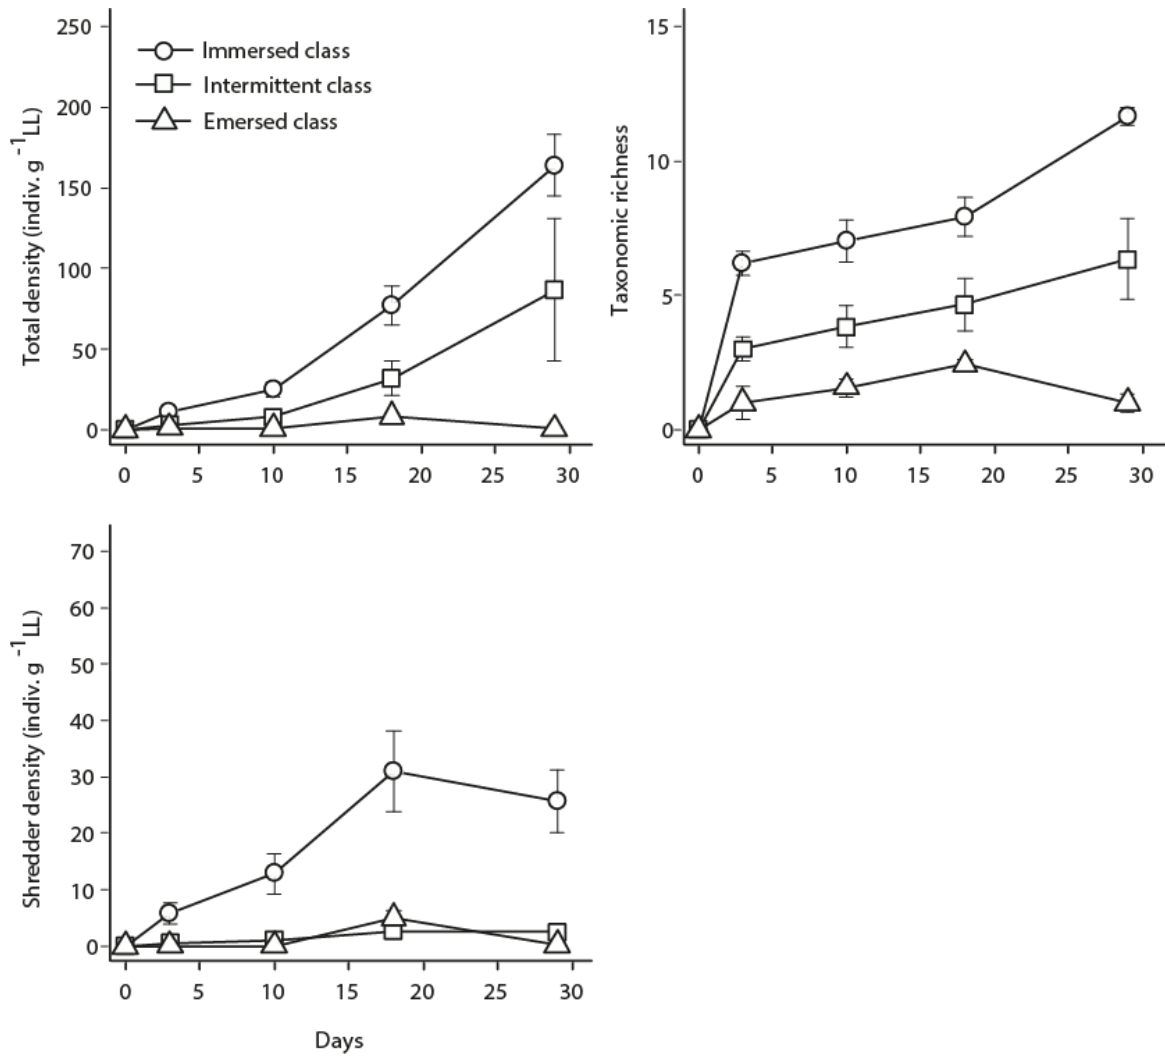 Total density (indiv. g -1 LL)
250
200
150
100
50
0
Immersed class
Intermittent class
Emersed class
0 5 10 15 20 25 30
Taxonomic richness
15
10
5
0
0 5 10 15 20 25 30
Shredder density (indiv. g -1 LL)
70
60
50
40
30
20
10
0
0 5 10 15 20 25 30
Days